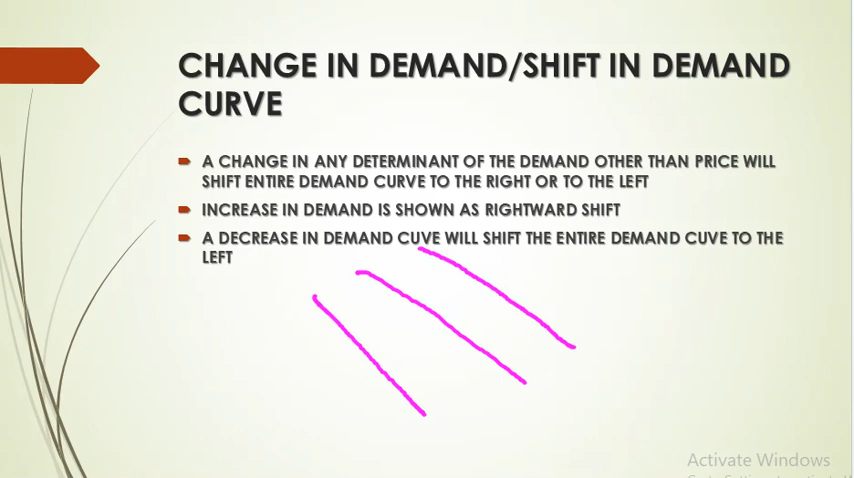 CHANGE IN DEMAND/SHIFT IN DEMAND
CURVE
A CHANGE IN ANY DETERMINANT OF THE DEMAND OTHER THAN PRICE WILL
SHIFT ENTIRE DEMAND CURVE TO THE RIGHT OR TO THE LEFT
INCREASE IN DEMAND IS SHOWN AS RIGHTWARD SHIFT
A DECREASE IN DEMAND CUVE WILL SHIFT THE ENTIRE DEMAND CUVE TO THE
LEFT
Activate Windows